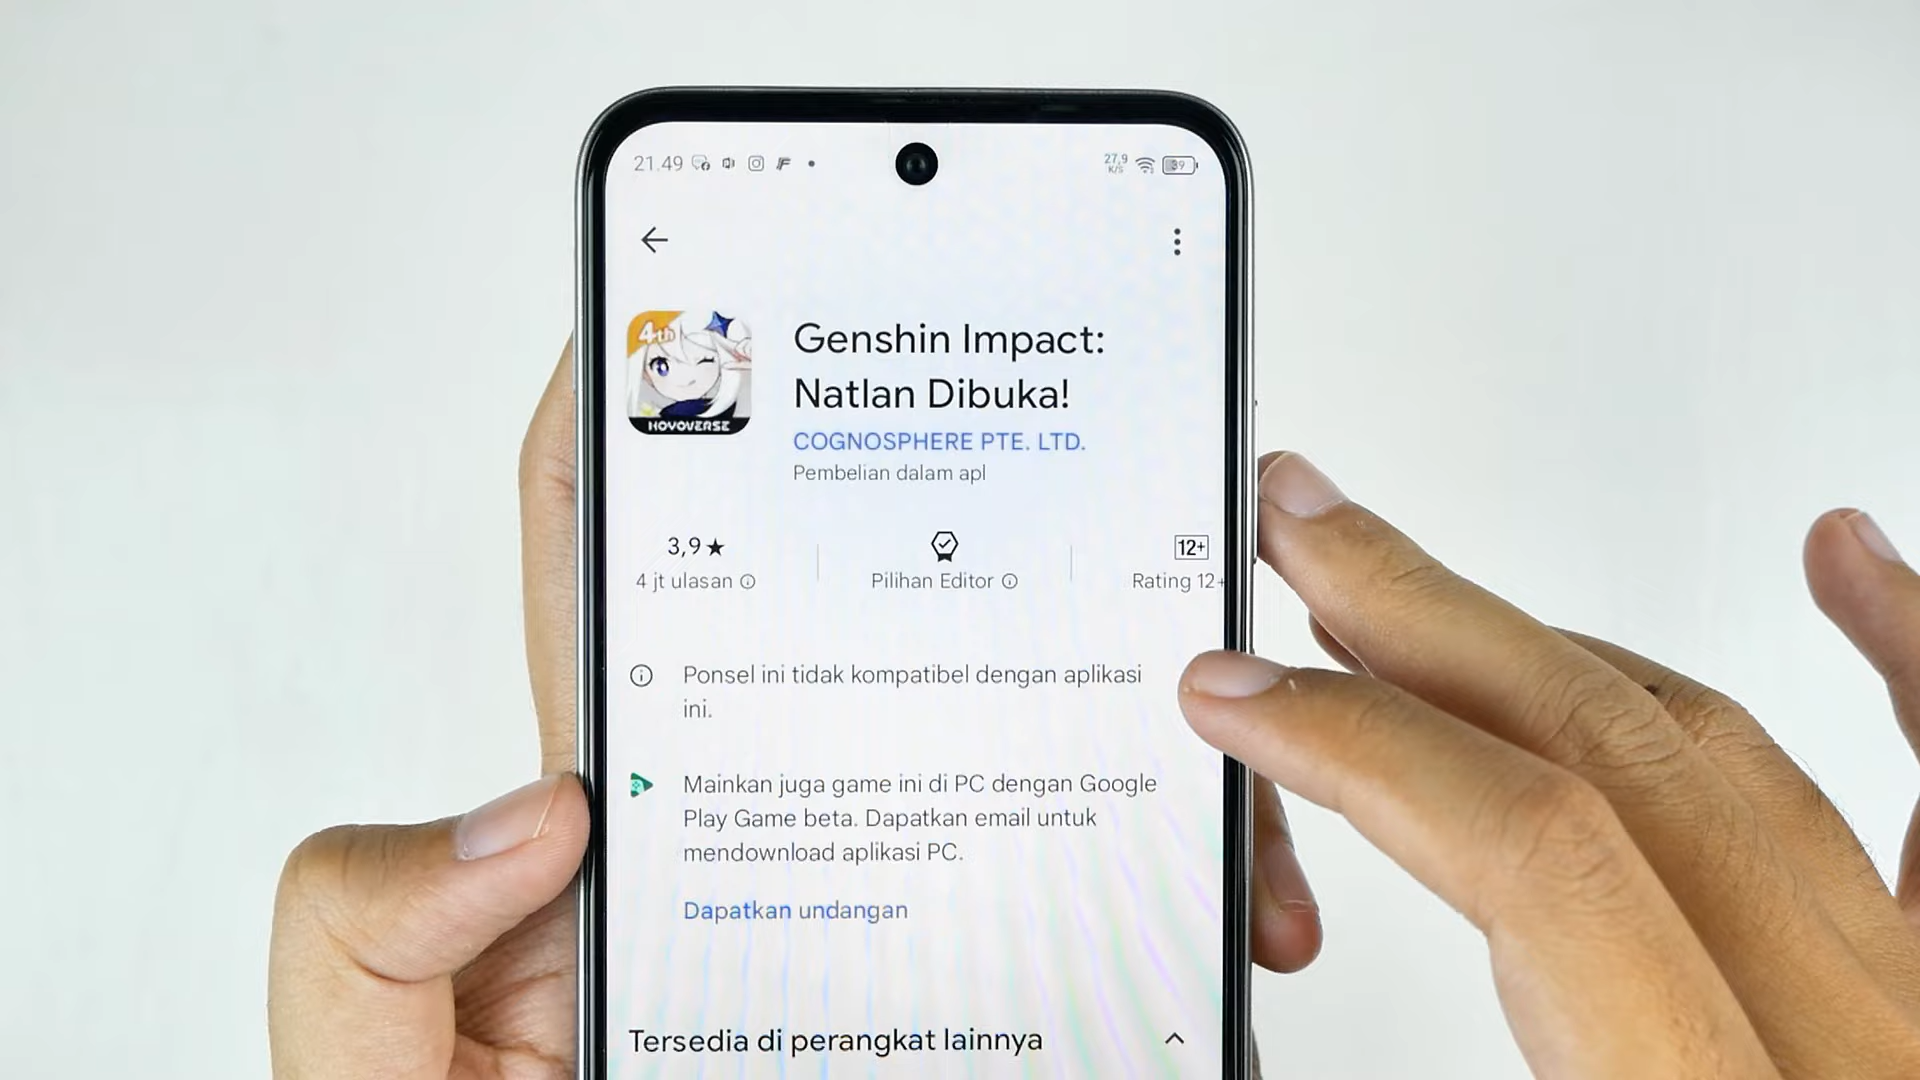 21.49
27,9
K/S
39
4th
HOYOVERSE
Genshin Impact:
Natlan Dibuka!
COGNOSPHERE PTE. LTD.
Pembelian dalam apl
3,9★
4 jt ulasan
Pilihan Editor
12+
Rating 12+
Ponsel ini tidak kompatibel dengan aplikasi
ini.
Mainkan juga game ini di PC dengan Google
Play Game beta. Dapatkan email untuk
mendownload aplikasi PC.
Dapatkan undangan
Tersedia di perangkat lainnya